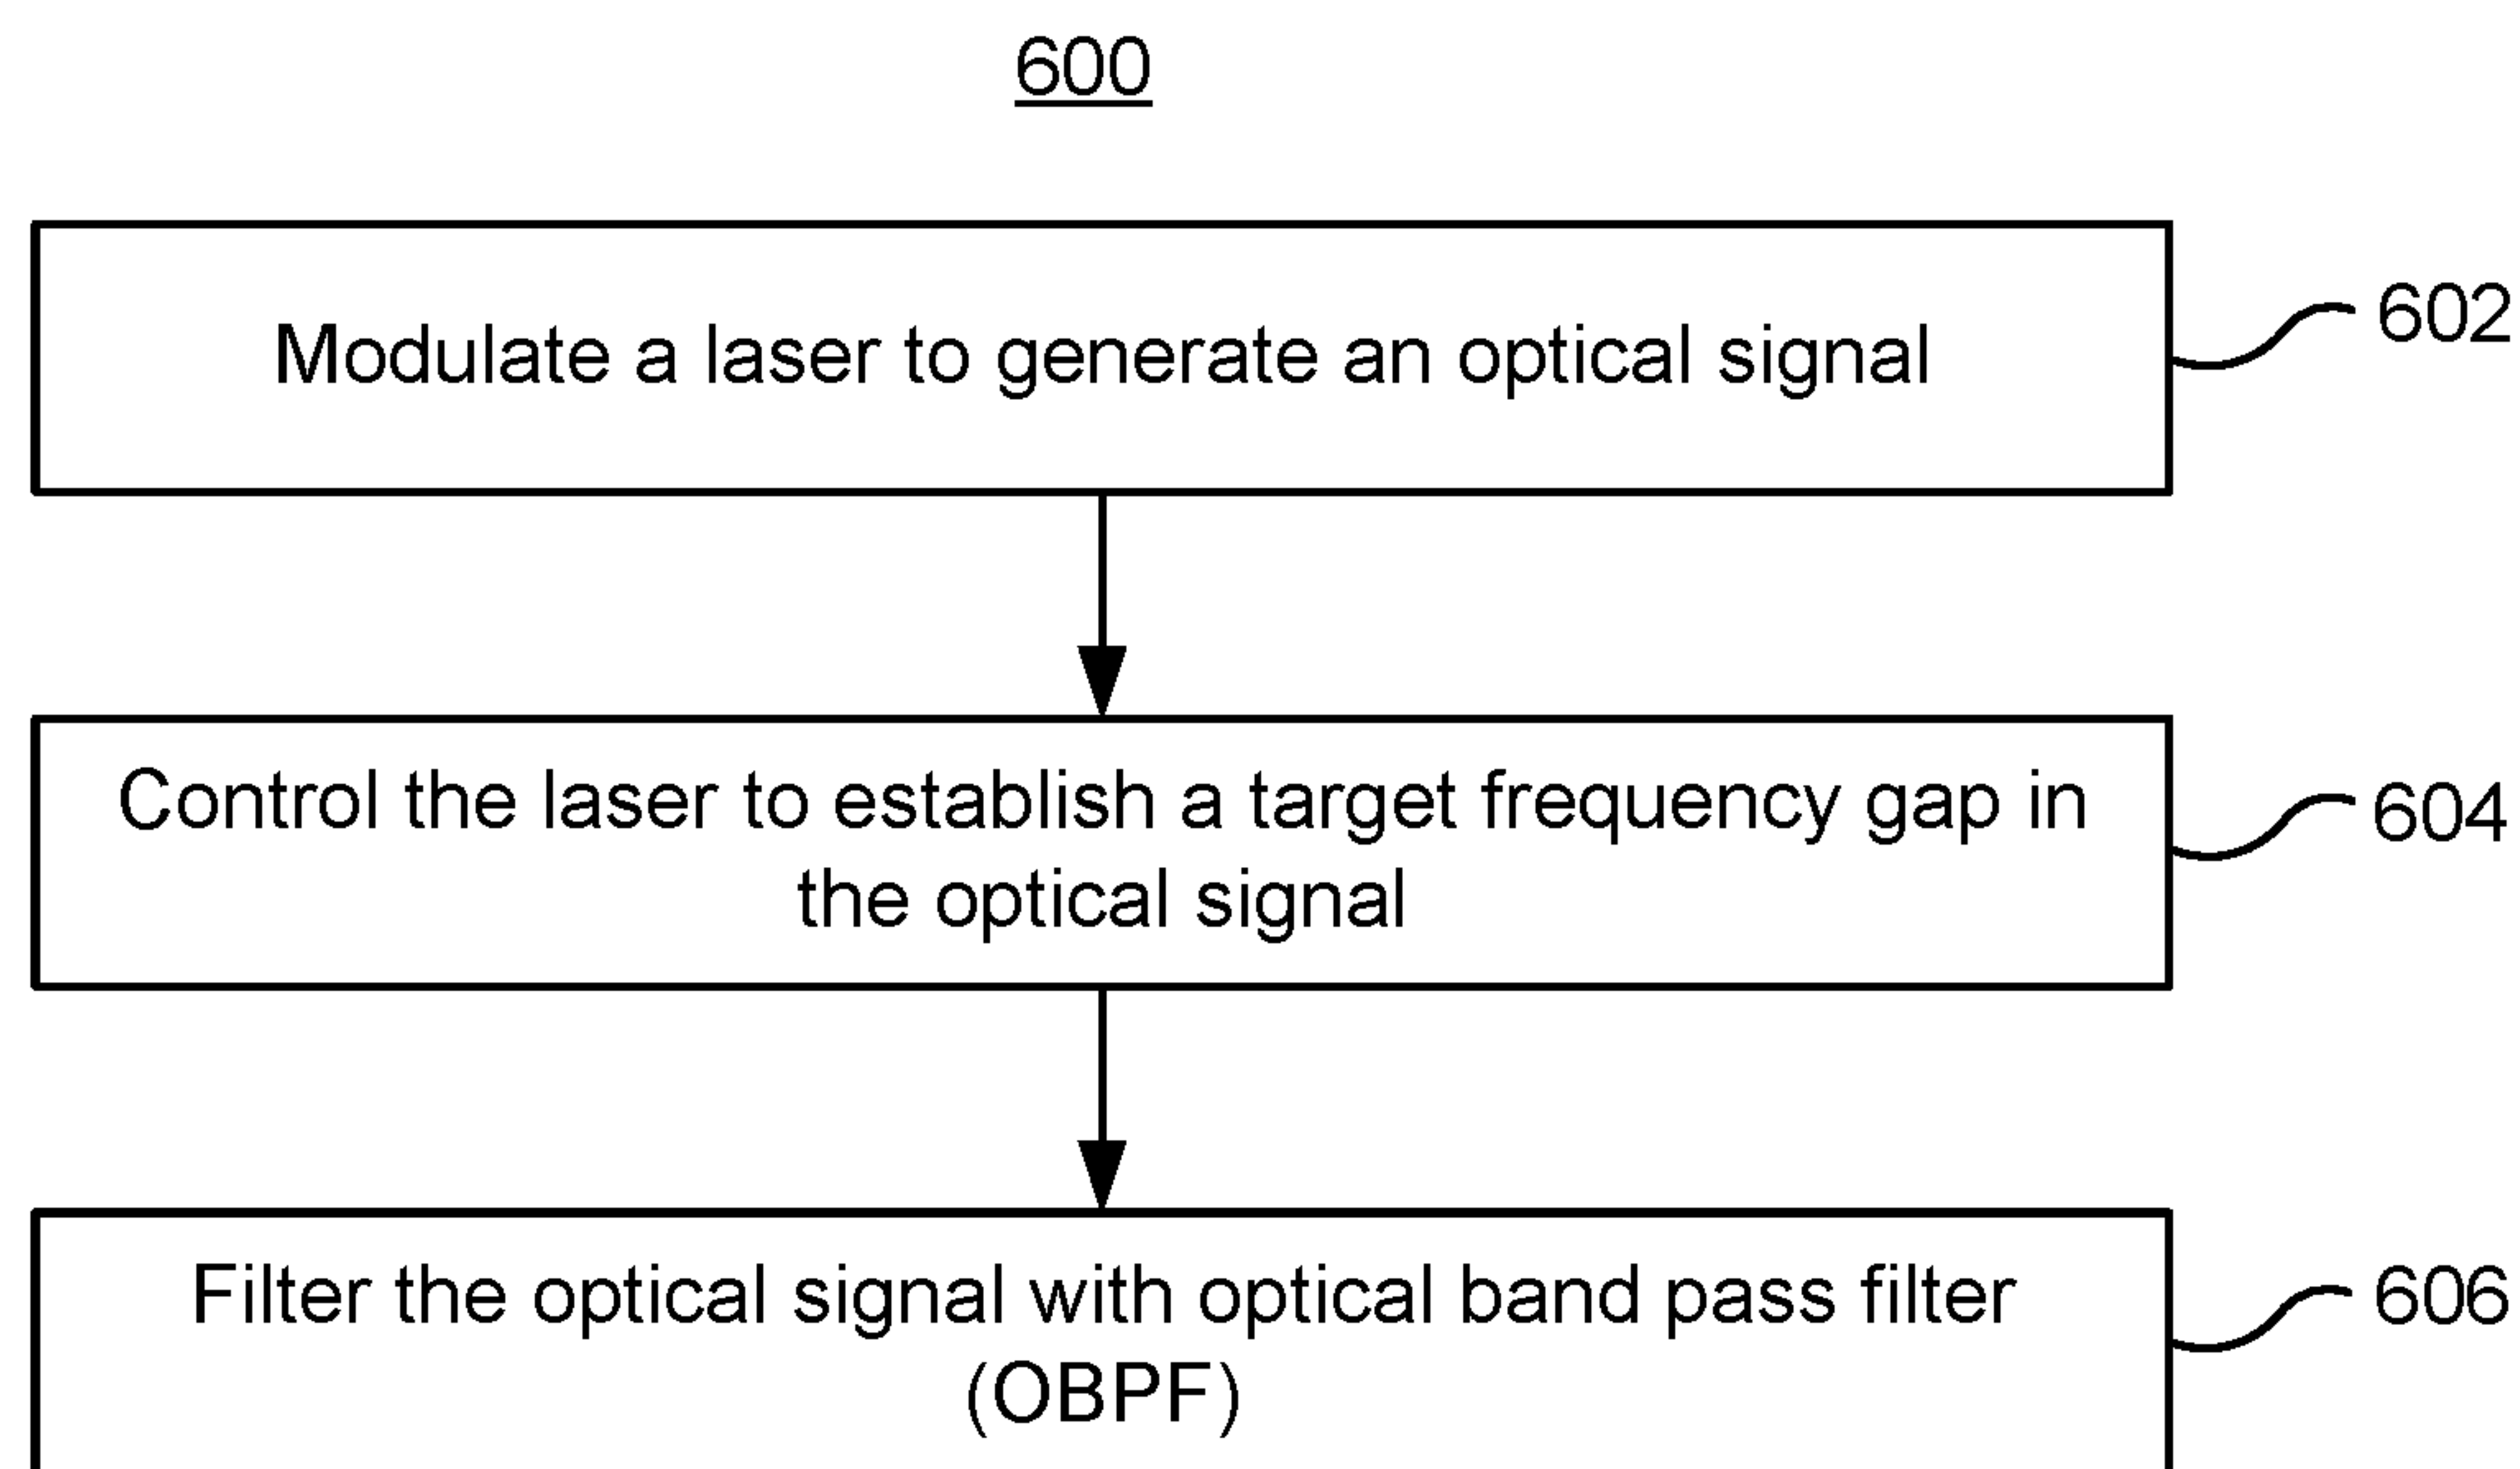 600
Modulate a laser to generate an optical signal
602
Control the laser to establish a target frequency gap in
the optical signal
604
Filter the optical signal with optical band pass filter
(OBPF)
606